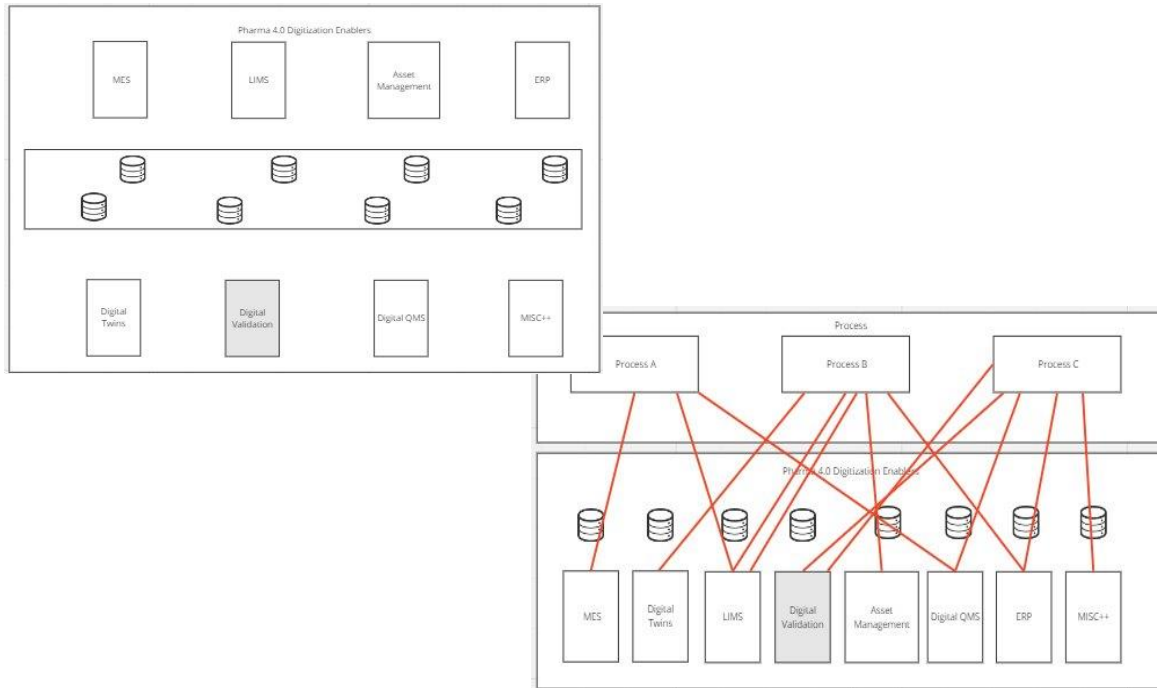 Pharma 4.0 Digitization Enablers
MES
LIMS
Asset
Management
ERP
Digital
Twins
Digital
Validation
Digital QMS
MISC++
Process
Process A
Process B
Process C
Pharma 4.0 Digitization Enablers
MES
Digital
Twins
LIMS
Digital
Validation
Asset
Management
Digital QMS
ERP
MISC++